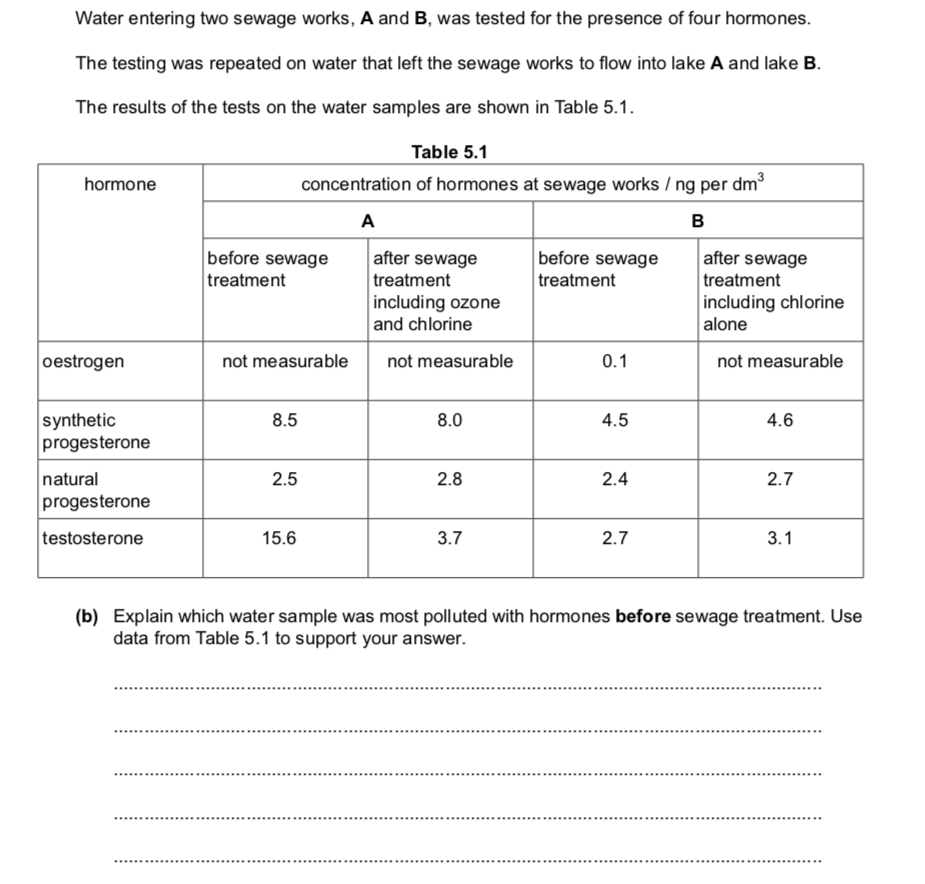 Water entering two sewage works, A and B, was tested for the presence of four hormones.
The testing was repeated on water that left the sewage works to flow into lake A and lake B.
The results of the tests on the water samples are shown in Table 5.1.
Table 5.1
hormone
concentration of hormones at sewage works / ng per dm³
A
B
before sewage
treatment
after sewage
treatment
including ozone
and chlorine
before sewage
treatment
after sewage
treatment
including chlorine
alone
oestrogen
not measurable
not measurable
0.1
not measurable
synthetic
progesterone
8.5
8.0
4.5
4.6
natural
progesterone
2.5
2.8
2.4
2.7
testosterone
15.6
3.7
2.7
3.1
(b) Explain which water sample was most polluted with hormones before sewage treatment. Use
data from Table 5.1 to support your answer.